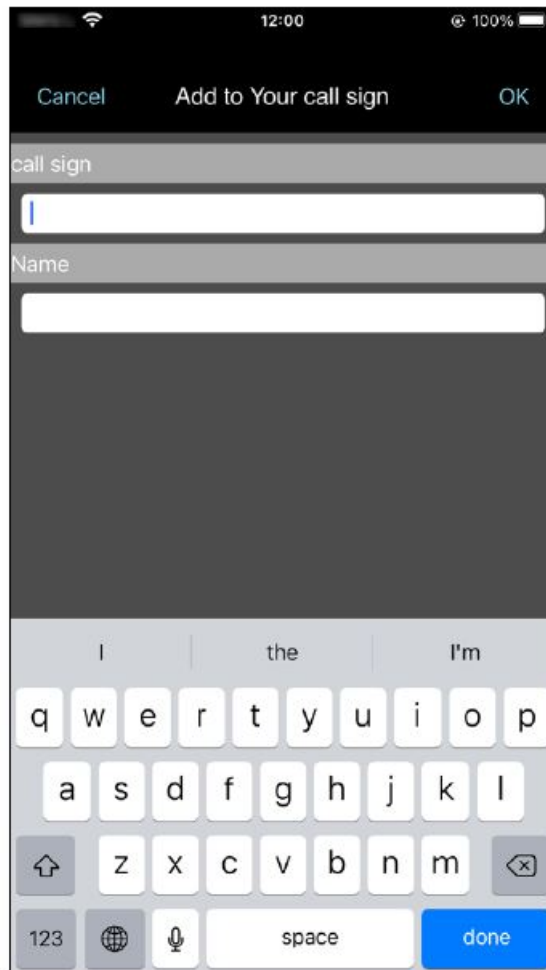 12:00 100%
Cancel Add to Your call sign OK
call sign
Name
I the I'm
q w e r t y u i o p
a s d f g h j k l
z x c v b n m
123 space done